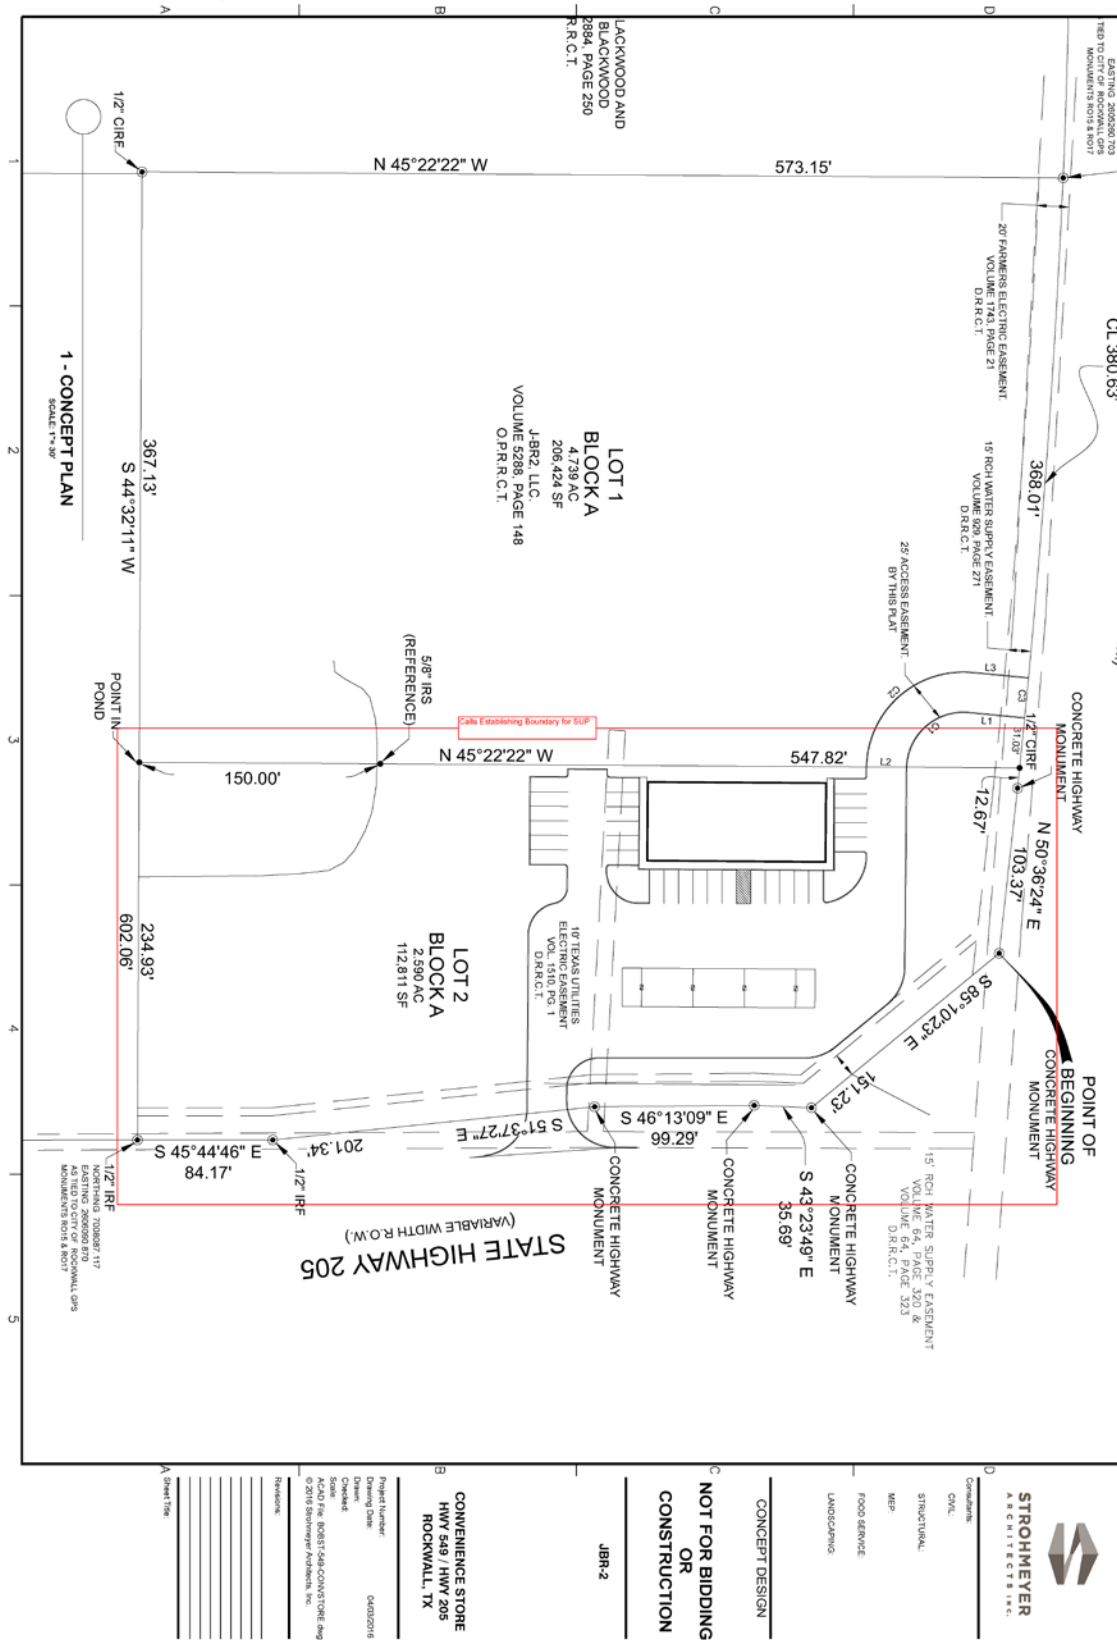 A
B
C
D
1
2
3
4
5
EASTING 2605260.703
TIED TO CITY OF ROCKWALL GPS
MONUMENTS RO15 & RO17
LACKWOOD AND
BLACKWOOD
2884, PAGE 250
R.R.C.T.
1/2" CIRF
N 45°22'22" W
573.15'
20' FARMERS ELECTRIC EASEMENT
VOLUME 1743, PAGE 21
D.R.R.C.T.
CL 380.63'
368.01'
15' RCH WATER SUPPLY EASEMENT
VOLUME 929, PAGE 271
D.R.R.C.T.
25' ACCESS EASEMENT
BY THIS PLAT
LOT 1
BLOCK A
4.739 AC
206,424 SF
J-BR2, LLC.
VOLUME 5288, PAGE 148
O.P.R.R.C.T.
367.13'
S 44°32'11" W
1 - CONCEPT PLAN
SCALE: 1"= 30'
5/8" IRS
(REFERENCE)
POINT IN
POND
Calls Establishing Boundary for SUP
N 45°22'22" W
547.82'
150.00'
L3
C3
C2
C1
L1
L2
1/2" CIRF
31.03'
CONCRETE HIGHWAY
MONUMENT
12.67'
N 50°36'24" E
103.37'
POINT OF
BEGINNING
CONCRETE HIGHWAY
MONUMENT
S 85°10'23" E
151.23'
10' TEXAS UTILITIES
ELECTRIC EASEMENT
VOL. 1510, PG. 1
D.R.R.C.T.
LOT 2
BLOCK A
2.590 AC
112,811 SF
234.93'
602.06'
S 45°44'46" E
84.17'
1/2" IRF
1/2" IRF
201.34'
S 51°37'27" E
S 46°13'09" E
99.29'
S 43°23'49" E
35.69'
CONCRETE HIGHWAY
MONUMENT
CONCRETE HIGHWAY
MONUMENT
CONCRETE HIGHWAY
MONUMENT
15' RCH WATER SUPPLY EASEMENT
VOLUME 64, PAGE 320 &
VOLUME 64, PAGE 323
D.R.R.C.T.
STATE HIGHWAY 205
(VARIABLE WIDTH R.O.W.)
NORTHING 7008087.117
EASTING 2606090.870
AS TIED TO CITY OF ROCKWALL GPS
MONUMENTS RO15 & RO17
A
B
C
D
STROHMEYER
ARCHITECTS INC.
Consultants:
CIVIL:
STRUCTURAL:
MEP:
FOOD SERVICE:
LANDSCAPING:
CONCEPT DESIGN
NOT FOR BIDDING
OR
CONSTRUCTION
JBR-2
CONVENIENCE STORE
HWY 549 / HWY 205
ROCKWALL, TX
Project Number:
Drawing Date: 04/03/2016
Drawn:
Checked:
Scale:
ACAD File: BOBST-549-CONVSTORE.dwg
© 2016 Strohmeyer Architects, Inc.
Revisions:
Sheet Title: